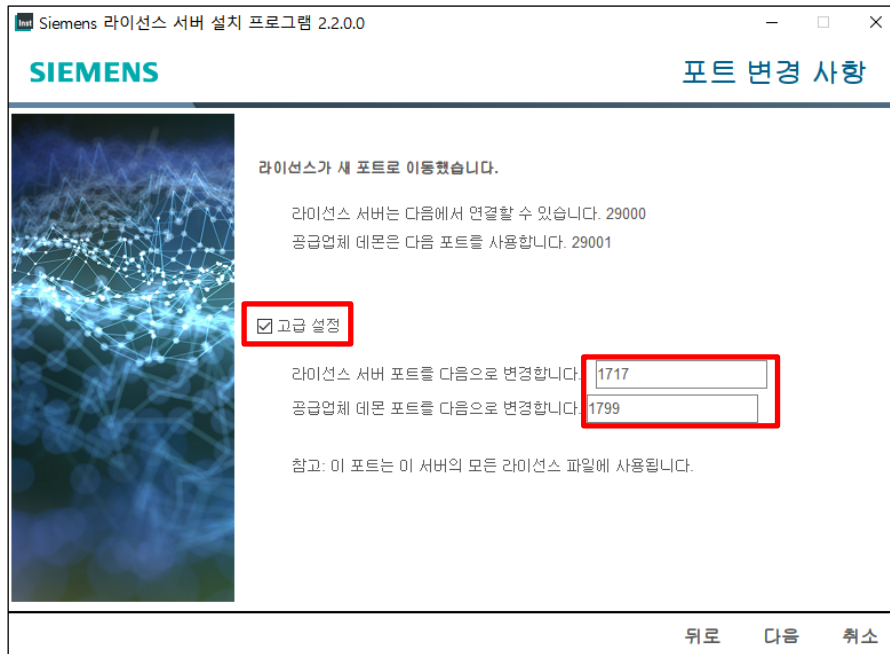 Inst Siemens 라이선스 서버 설치 프로그램 2.2.0.0
SIEMENS
포트 변경 사항
라이선스가 새 포트로 이동했습니다.
라이선스 서버는 다음에서 연결할 수 있습니다. 29000
공급업체 데몬은 다음 포트를 사용합니다. 29001
고급 설정
라이선스 서버 포트를 다음으로 변경합니다. 1717
공급업체 데몬 포트를 다음으로 변경합니다. 1799
참고: 이 포트는 이 서버의 모든 라이선스 파일에 사용됩니다.
뒤로 다음 취소